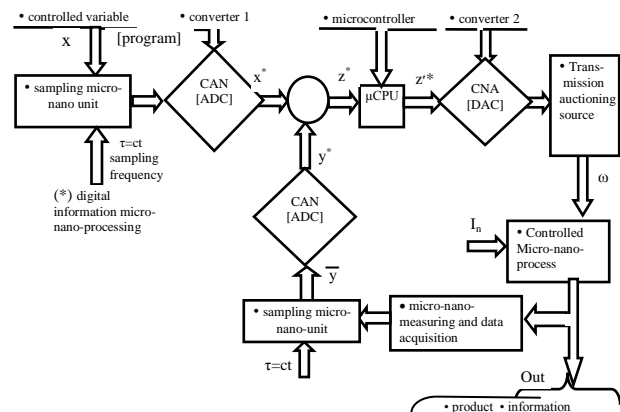 • controlled variable
x
[program]
• converter 1
• microcontroller
• converter 2
• sampling micro-
nano unit
CAN
[ADC]
x*
z*
μCPU
z'*
CNA
[DAC]
• Trans-
mission
auctioning
source
τ=ct
sampling
frequency
(*) digital
information micro-
nano-processing
y*
CAN
[ADC]
ω
I_n
• Controlled
Micro-nano-
process
y̅
• sampling micro-
nano-unit
• micro-nano-
measuring and data
acquisition
τ=ct
Out
• product • information